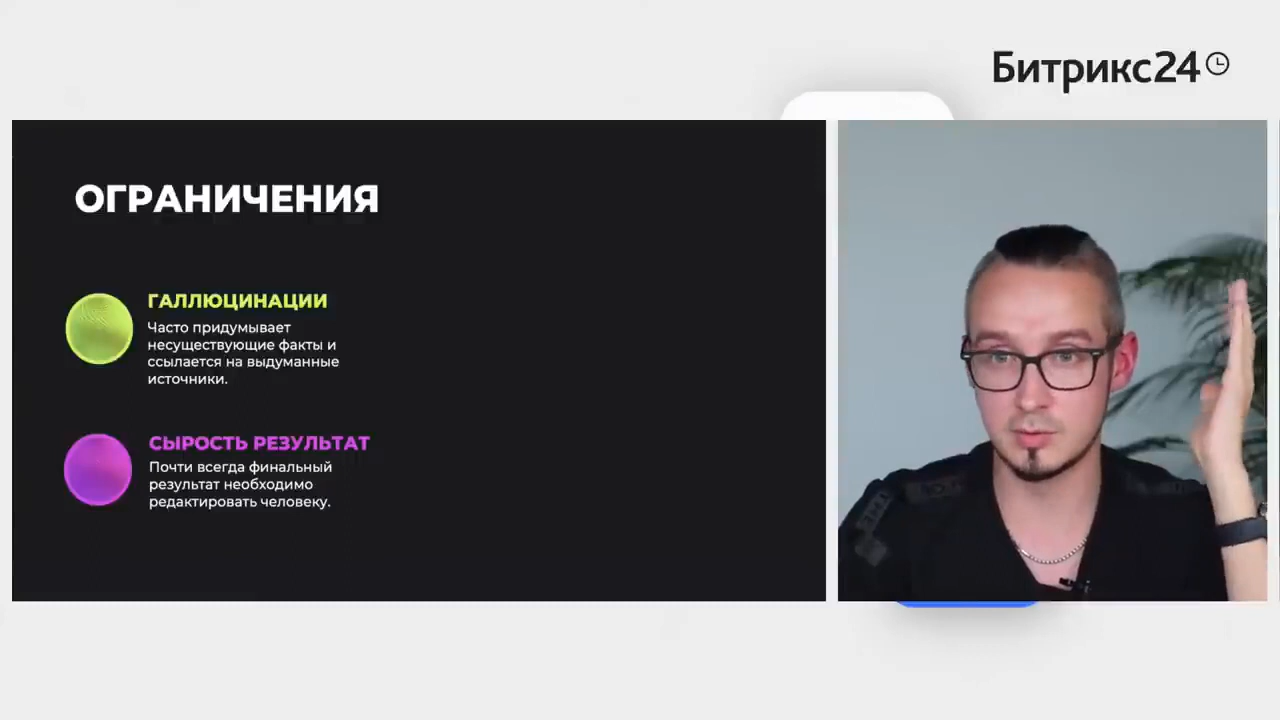 Битрикс24
ОГРАНИЧЕНИЯ
ГАЛЛЮЦИНАЦИИ
Часто придумывает
несуществующие факты и
ссылается на выдуманные
источники.
СЫРОСТЬ РЕЗУЛЬТАТ
Почти всегда финальный
результат необходимо
редактировать человеку.